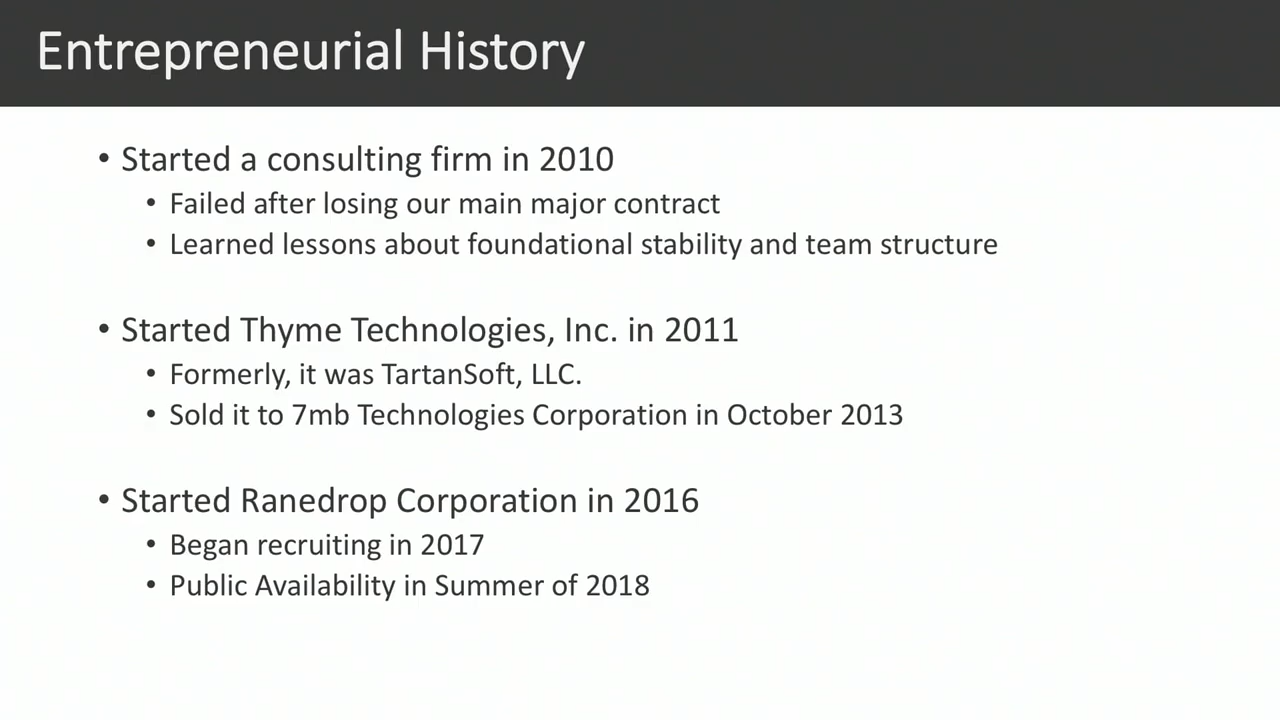 Entrepreneurial History
• Started a consulting firm in 2010
• Failed after losing our main major contract
• Learned lessons about foundational stability and team structure
• Started Thyme Technologies, Inc. in 2011
• Formerly, it was TartanSoft, LLC.
• Sold it to 7mb Technologies Corporation in October 2013
• Started Ranedrop Corporation in 2016
• Began recruiting in 2017
• Public Availability in Summer of 2018